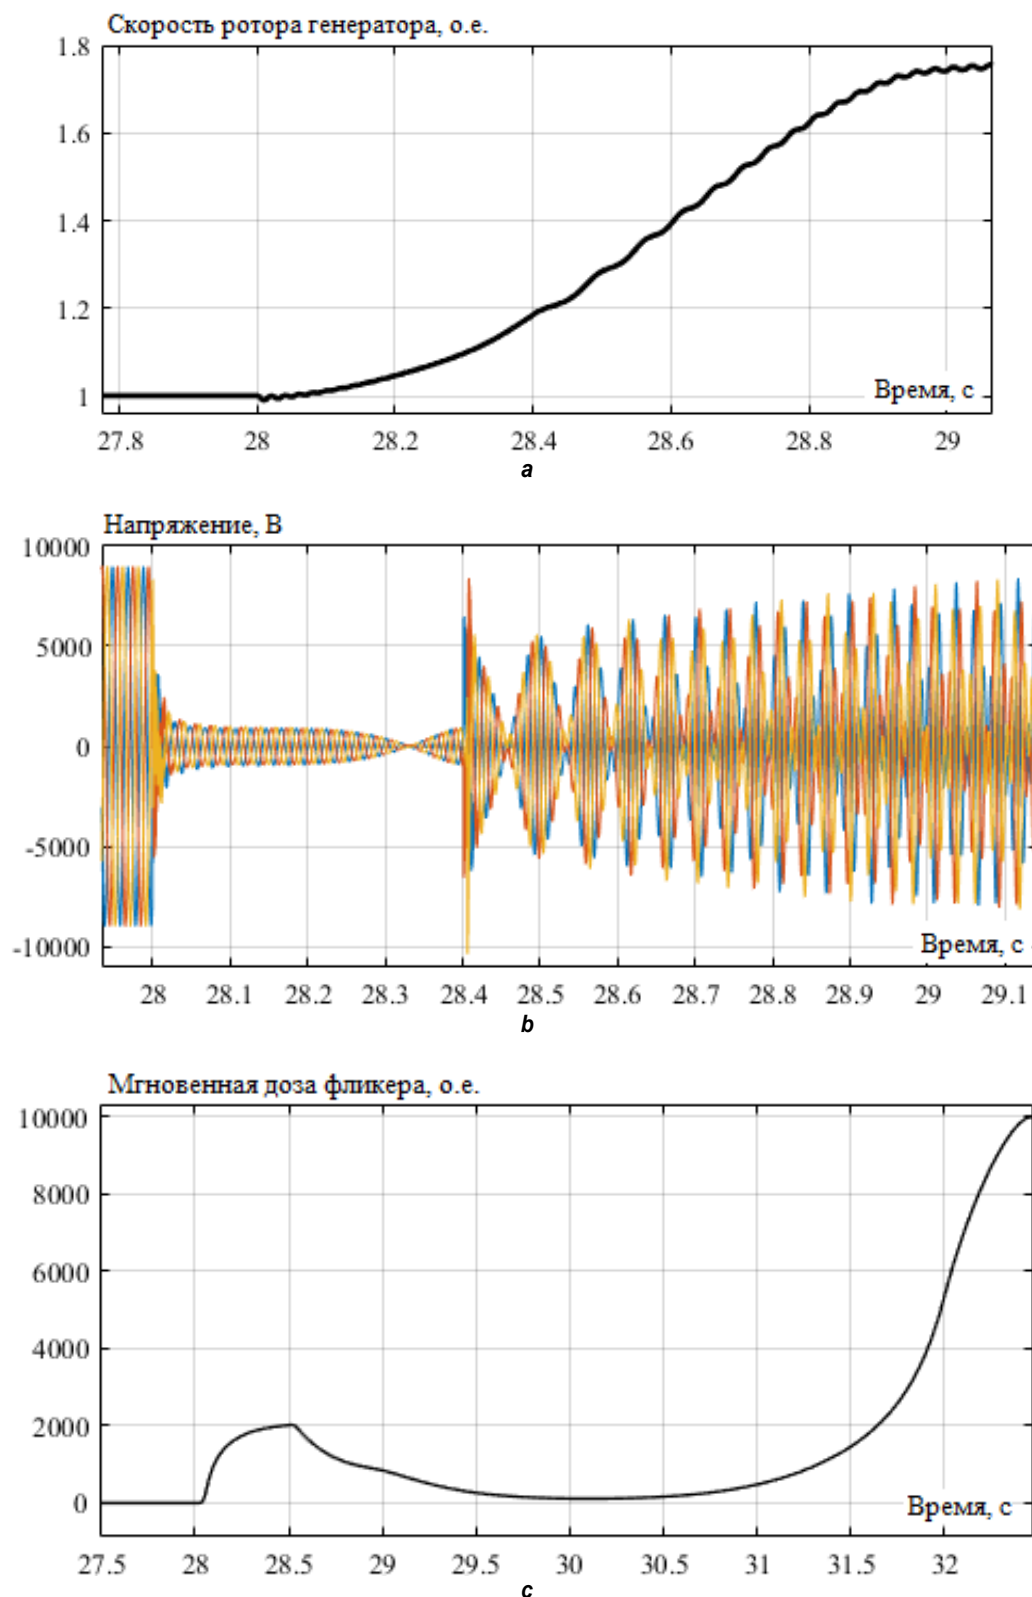 Скорость ротора генератора, о.е.
1.8
1.6
1.4
1.2
1
Время, с
27.8 28 28.2 28.4 28.6 28.8 29
a
Напряжение, В
10000
5000
0
-5000
-10000
Время, с
28 28.1 28.2 28.3 28.4 28.5 28.6 28.7 28.8 28.9 29 29.1
b
Мгновенная доза фликера, о.е.
10000
8000
6000
4000
2000
0
Время, с
27.5 28 28.5 29 29.5 30 30.5 31 31.5 32
c